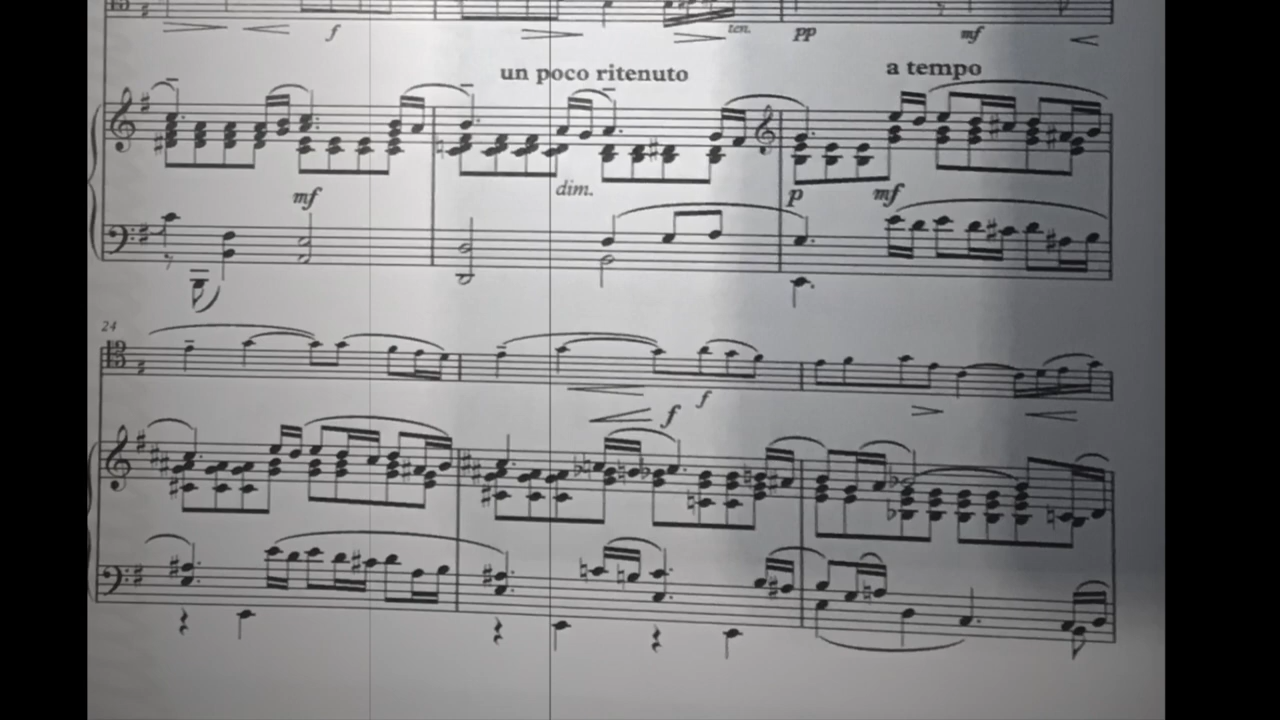 f ten. pp mf
un poco ritenuto a tempo
mf dim. p mf
24
f
f